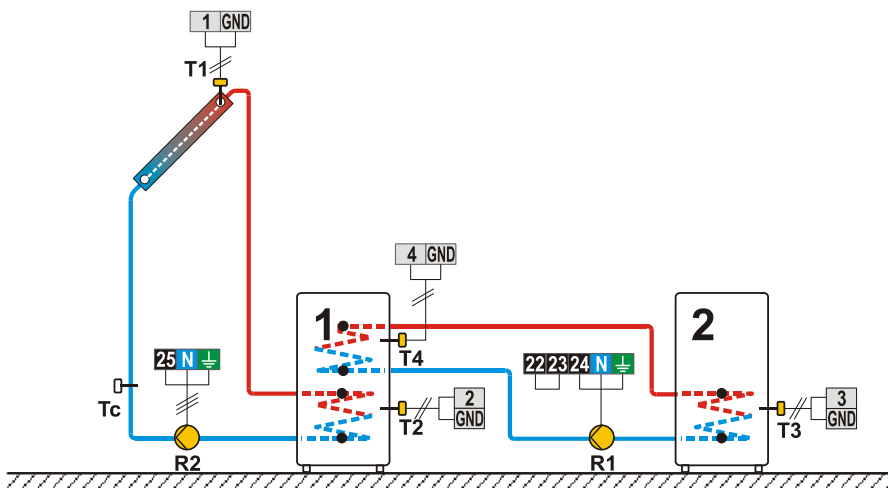 1 GND
T1
4 GND
1
2
25 N
T4
22 23 24 N
Tc
2
GND
T2
3
GND
T3
R2
R1